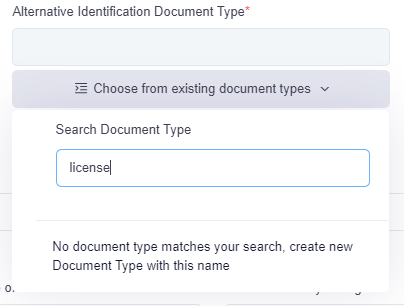 Alternative Identification Document Type*
Choose from existing document types
Search Document Type
license
No document type matches your search, create new
Document Type with this name